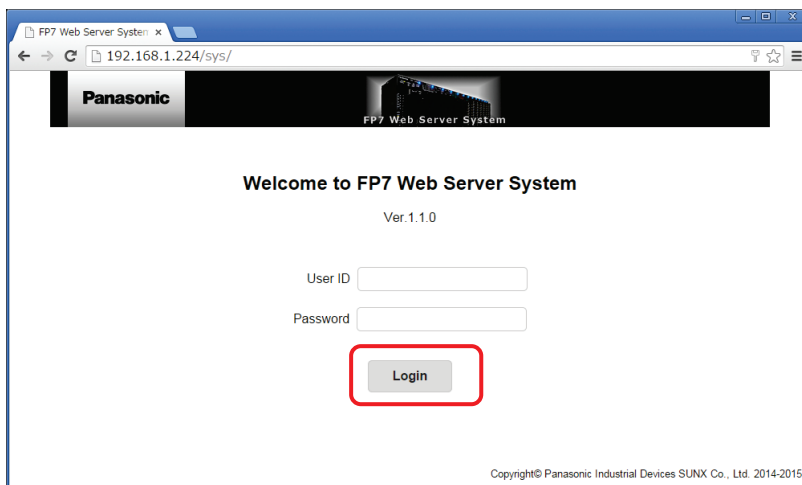 FP7 Web Server System
192.168.1.224/sys/
Panasonic
FP7 Web Server System
Welcome to FP7 Web Server System
Ver.1.1.0
User ID
Password
Login
Copyright© Panasonic Industrial Devices SUNX Co., Ltd. 2014-2015